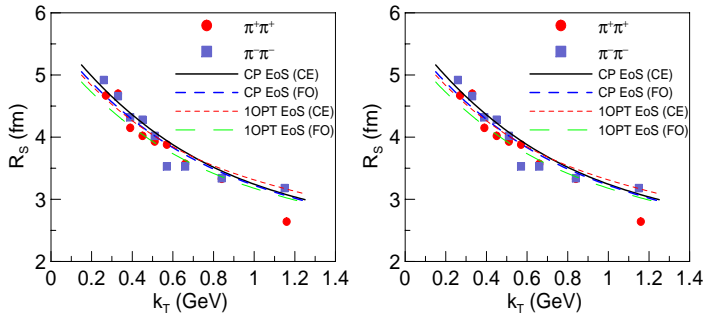 π⁺π⁺
π⁻π⁻
CP EoS (CE)
CP EoS (FO)
1OPT EoS (CE)
1OPT EoS (FO)
6
5
4
3
2
R_S (fm)
0 0.2 0.4 0.6 0.8 1 1.2 1.4
k_T (GeV)
π⁺π⁺
π⁻π⁻
CP EoS (CE)
CP EoS (FO)
1OPT EoS (CE)
1OPT EoS (FO)
6
5
4
3
2
R_S (fm)
0 0.2 0.4 0.6 0.8 1 1.2 1.4
k_T (GeV)